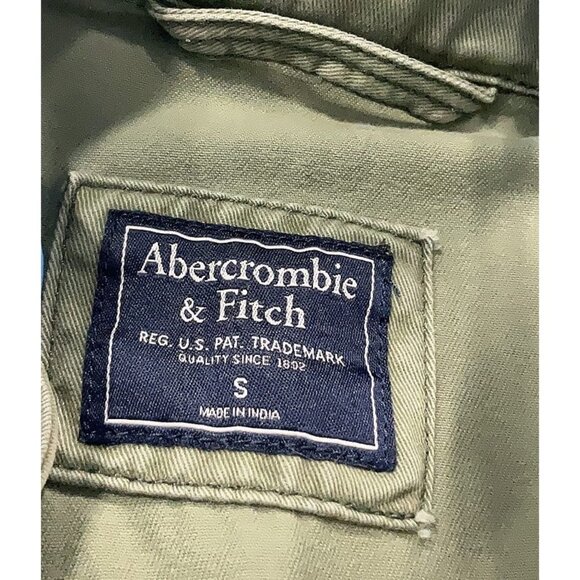 Abercrombie
& Fitch
REG. U.S. PAT. TRADEMARK
QUALITY SINCE 1892
S
MADE IN INDIA